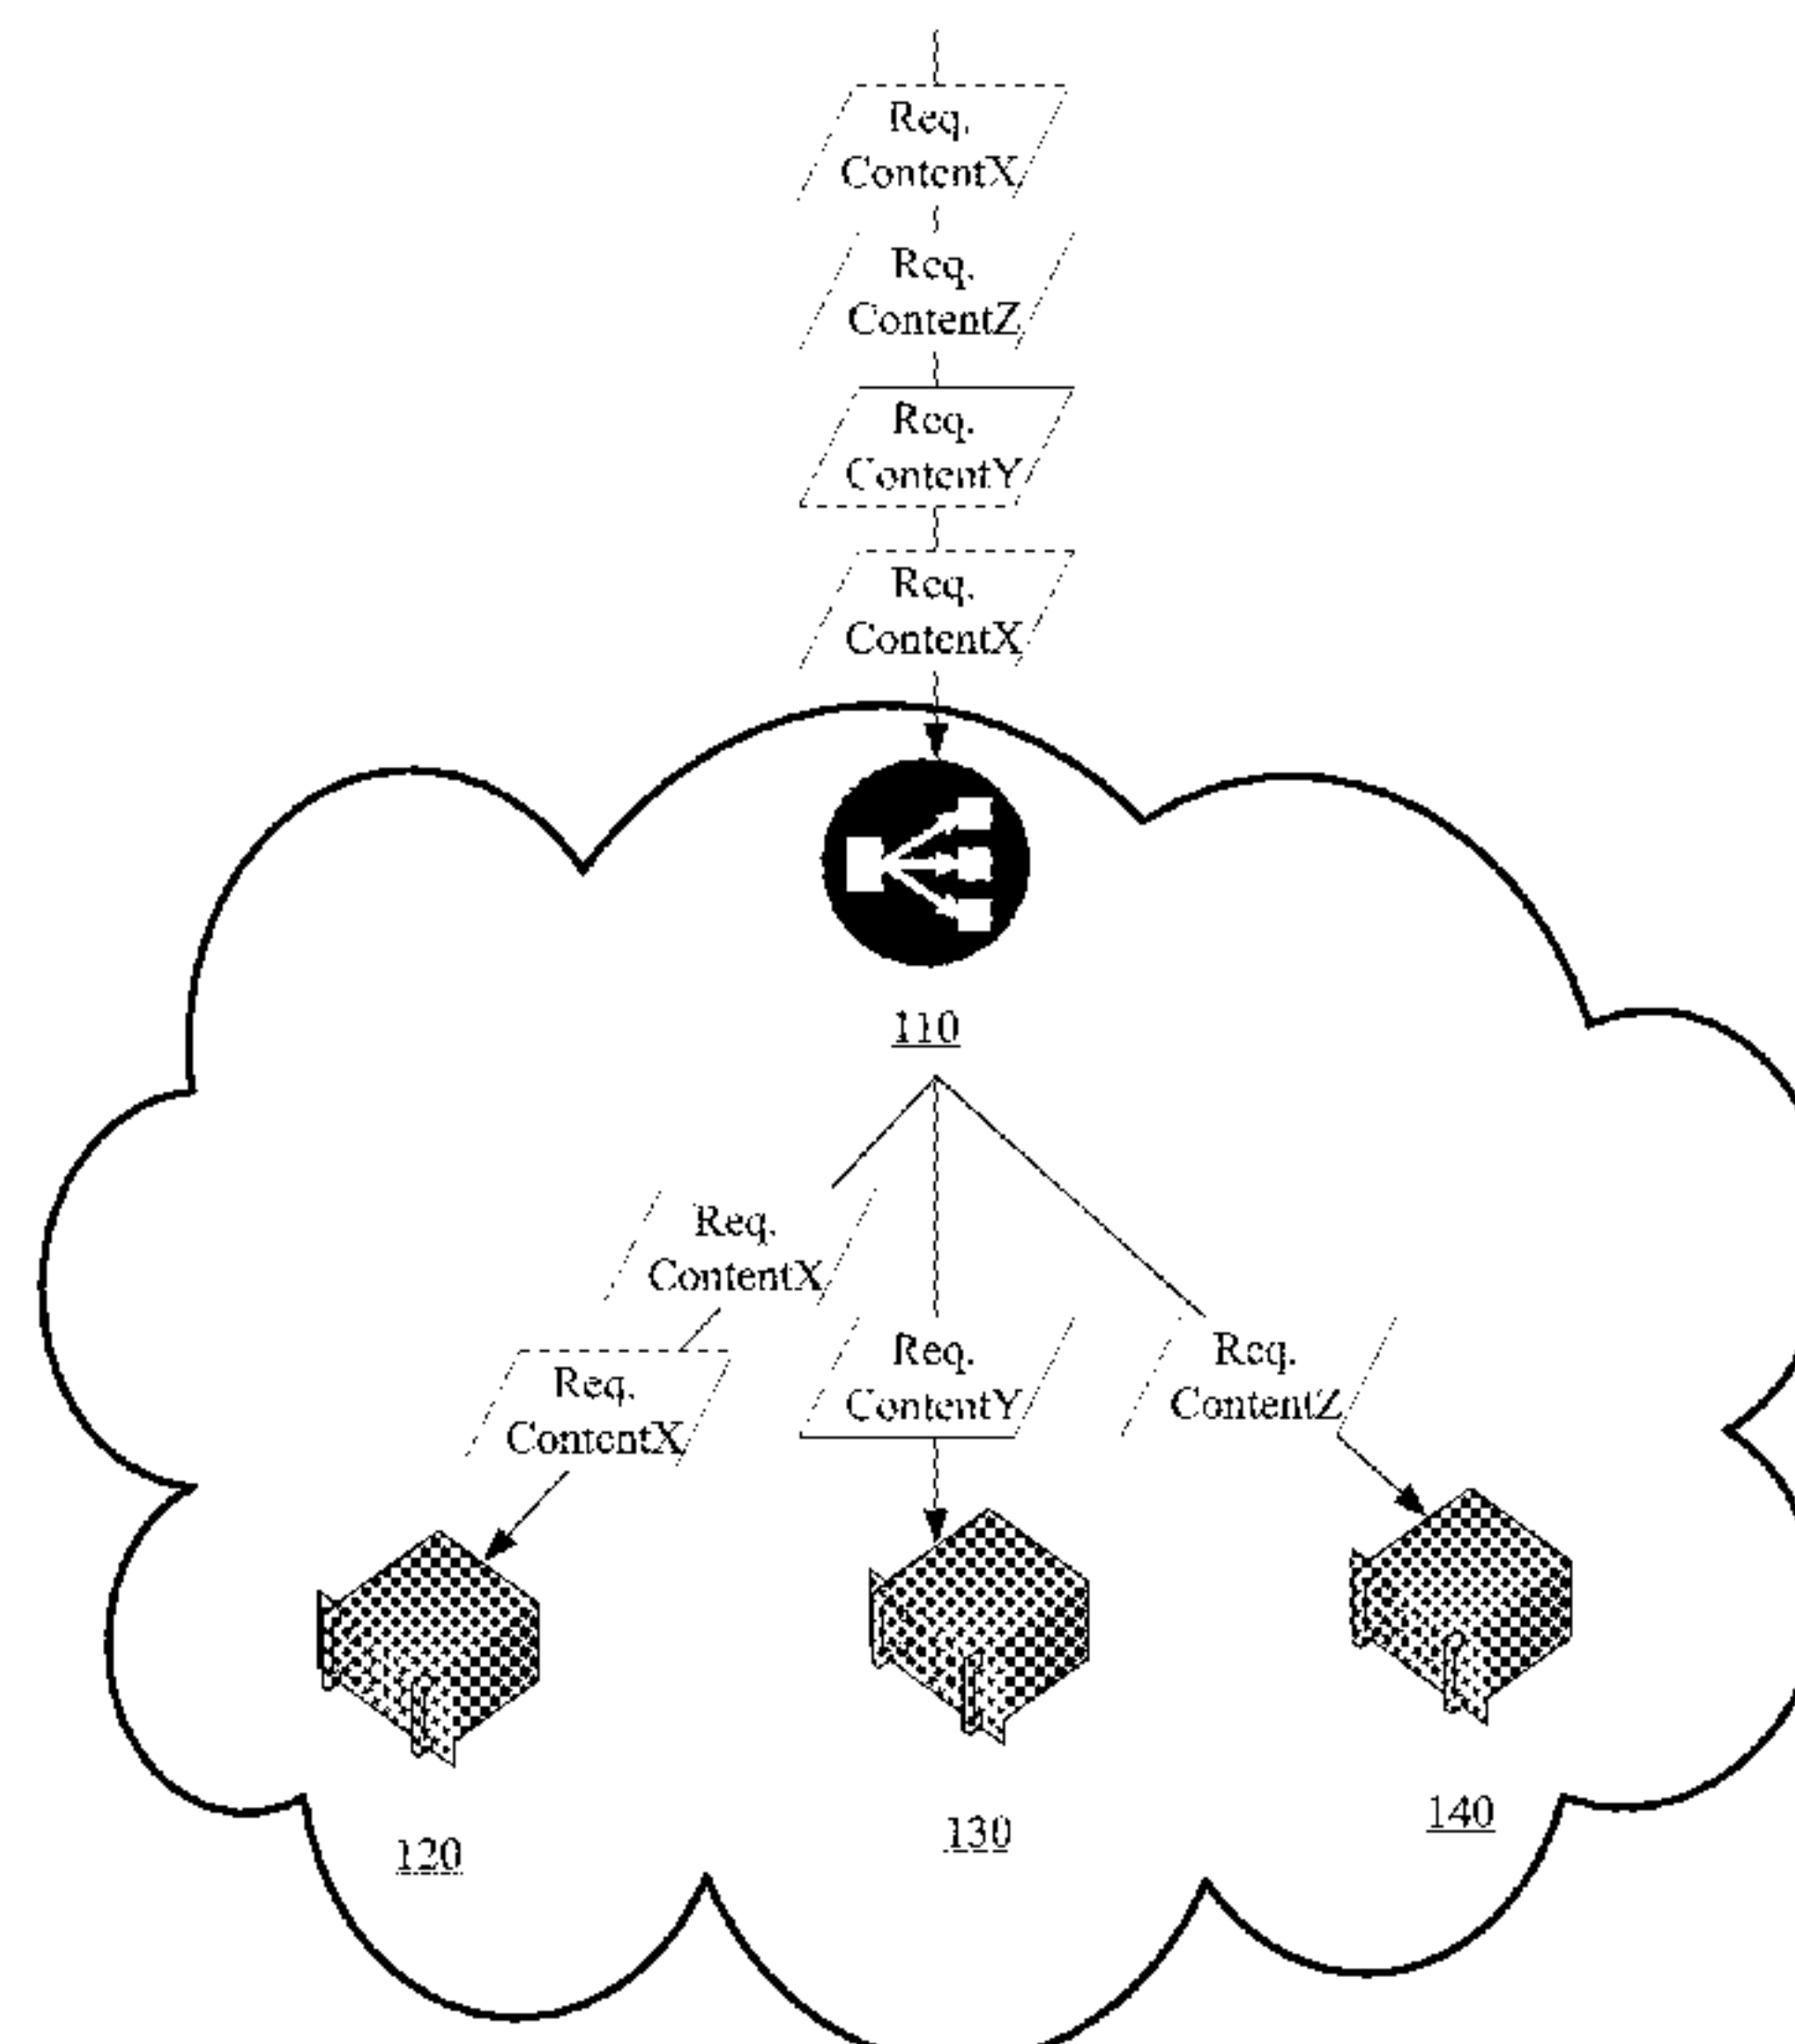 Req.
ContentX
Req.
ContentZ
Req.
ContentY
Req.
ContentX
110
Req.
ContentX
Req.
ContentX
Req.
ContentY
Req.
ContentZ
120
130
140